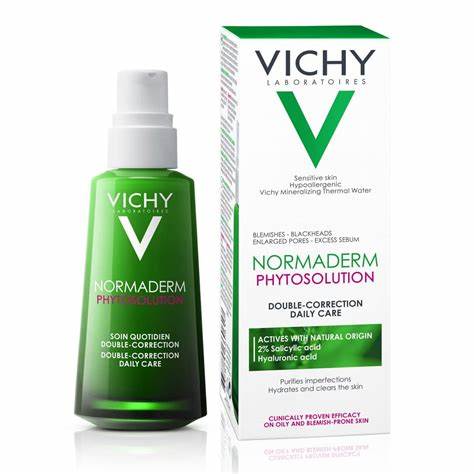 VICHY
LABORATOIRES
NORMADERM
PHYTOSOLUTION
SOIN QUOTIDIEN
DOUBLE-CORRECTION
DOUBLE-CORRECTION
DAILY CARE
VICHY
LABORATOIRES
Sensitive skin
Hypoallergenic
Vichy Mineralizing Thermal Water
BLEMISHES - BLACKHEADS
ENLARGED PORES - EXCESS SEBUM
NORMADERM
PHYTOSOLUTION
DOUBLE-CORRECTION
DAILY CARE
ACTIVES WITH NATURAL ORIGIN
2% Salicylic acid
Hyaluronic acid
Purifies imperfections
Hydrates and clears the skin
CLINICALLY PROVEN EFFICACY
ON OILY AND BLEMISH-PRONE SKIN